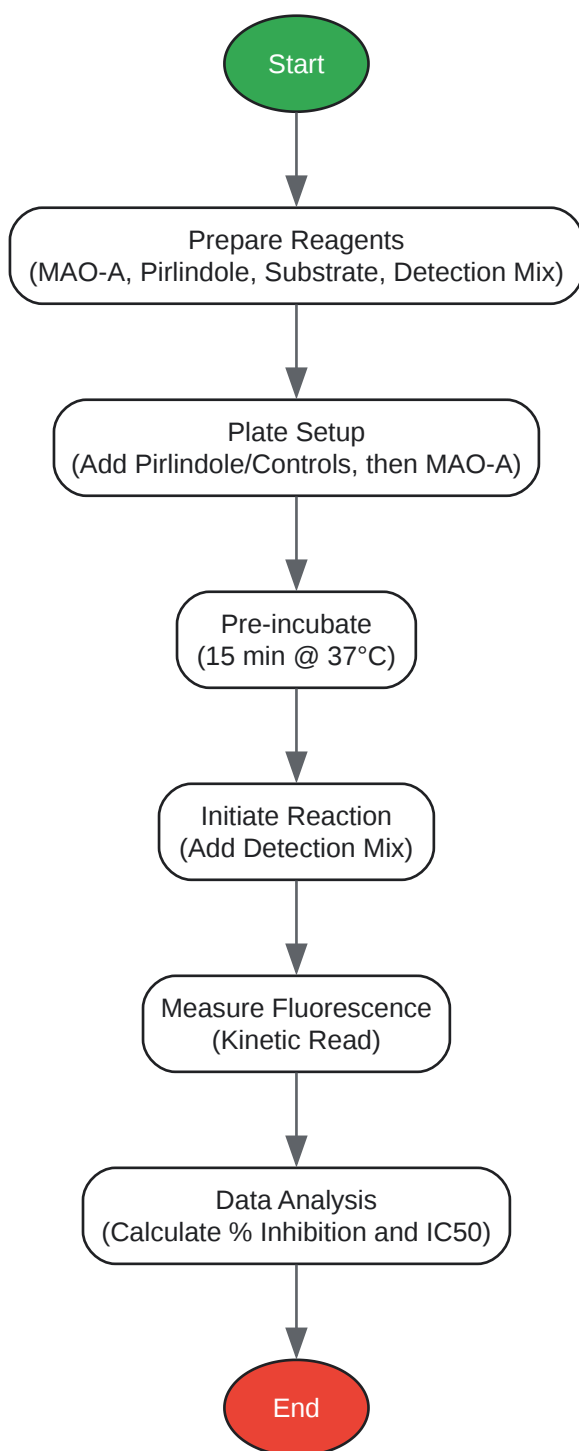 Start
Prepare Reagents
(MAO-A, Pirlindole, Substrate, Detection Mix)
Plate Setup
(Add Pirlindole/Controls, then MAO-A)
Pre-incubate
(15 min @ 37°C)
Initiate Reaction
(Add Detection Mix)
Measure Fluorescence
(Kinetic Read)
Data Analysis
(Calculate % Inhibition and IC50)
End